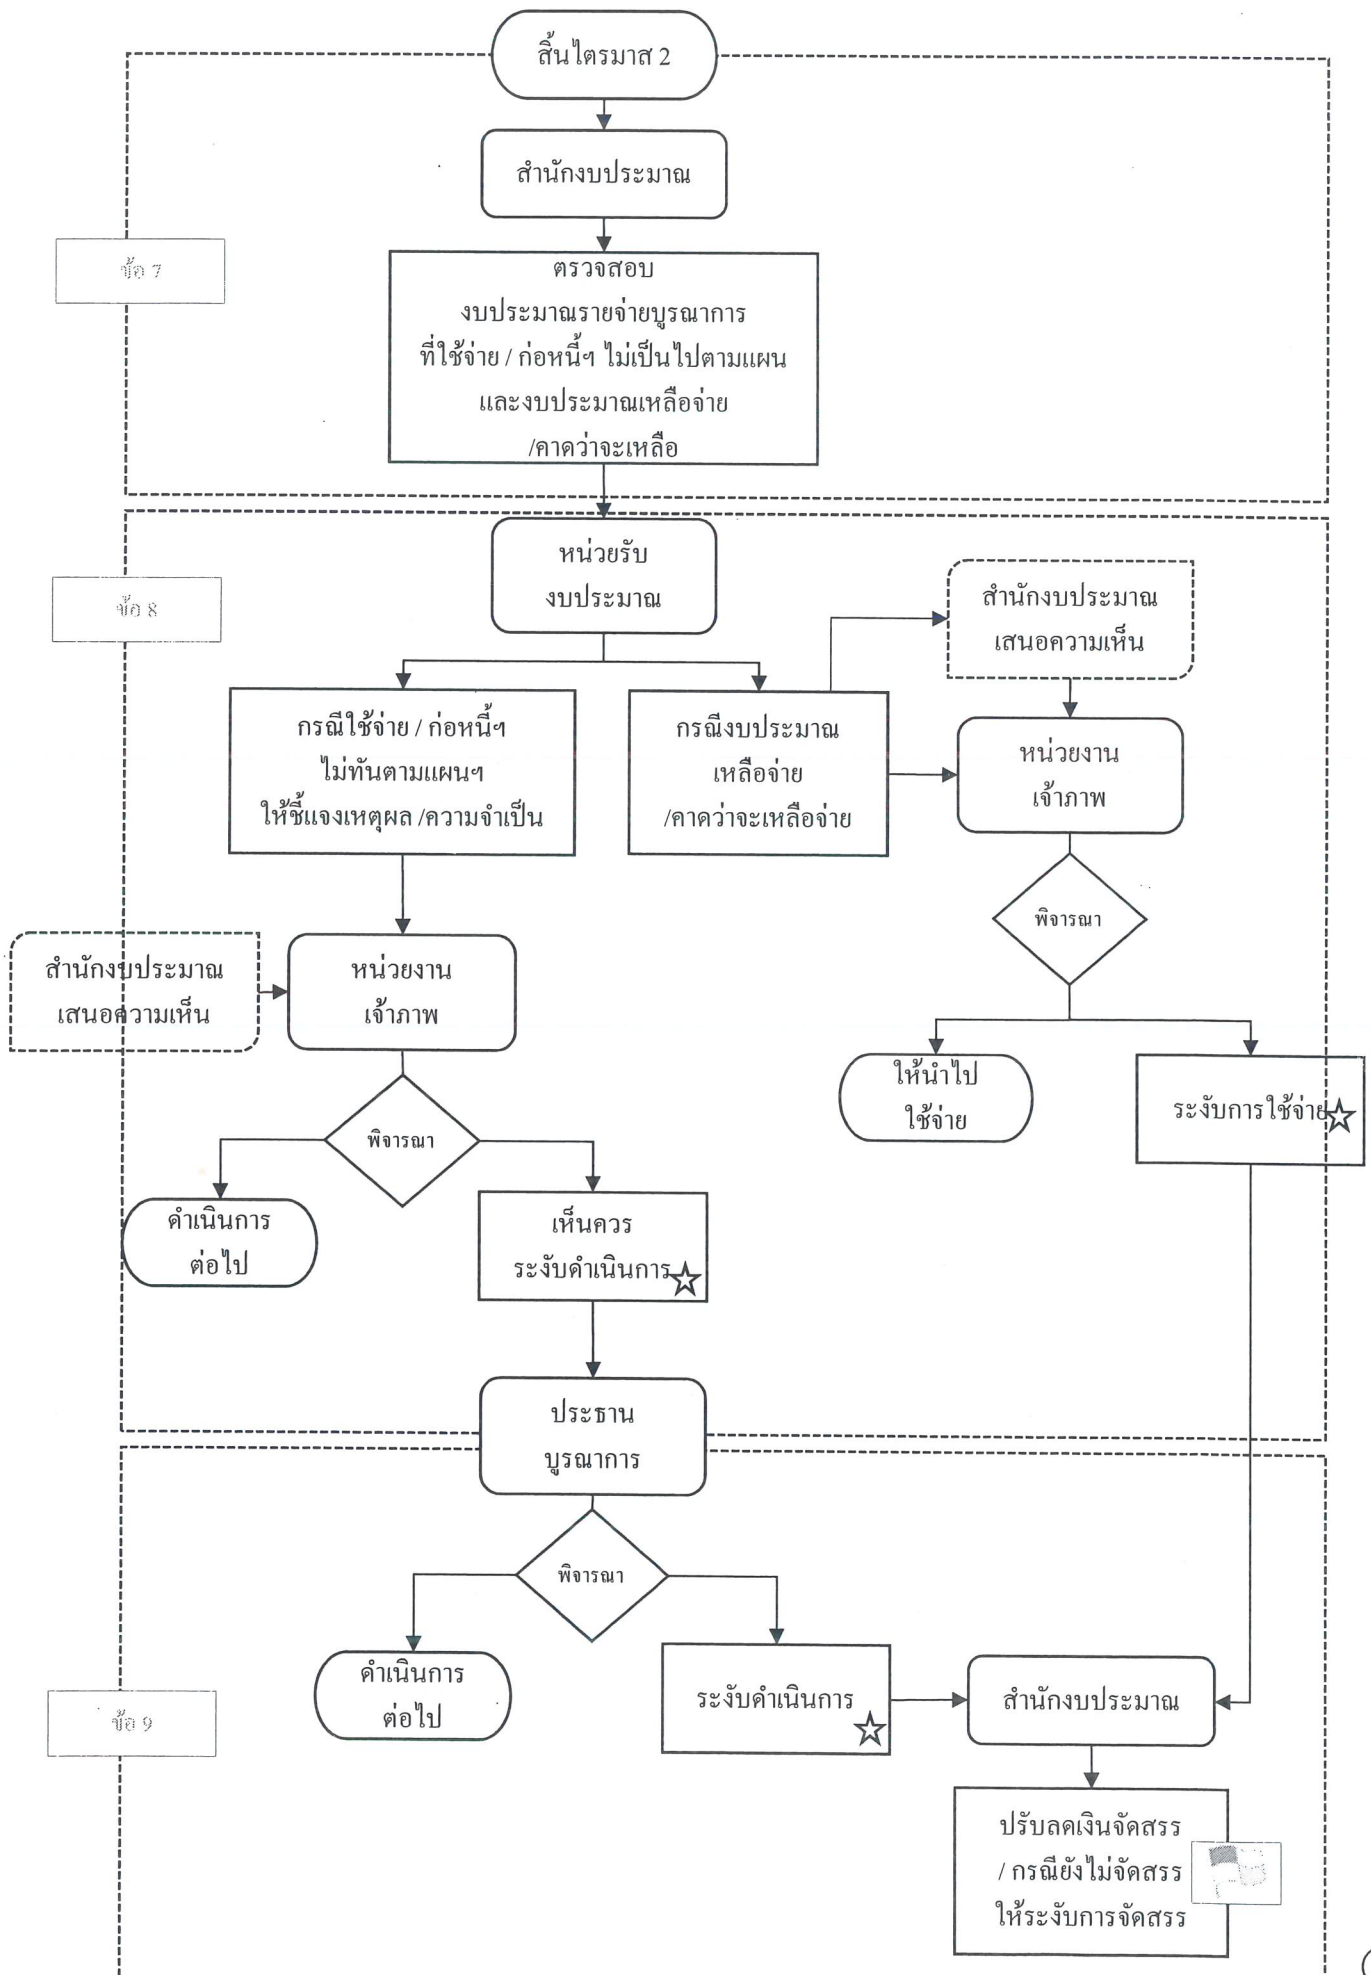 สิ้นไตรมาส 2
สำนักงบประมาณ
ข้อ 7
ตรวจสอบ
งบประมาณรายจ่ายบูรณาการ
ที่ใช้จ่าย / ก่อหนี้ฯ ไม่เป็นไปตามแผน
และงบประมาณเหลือจ่าย
/คาดว่าจะเหลือ
ข้อ 8
หน่วยรับ
งบประมาณ
สำนักงบประมาณ
เสนอความเห็น
กรณีใช้จ่าย / ก่อหนี้ฯ
ไม่ทันตามแผนฯ
ให้ชี้แจงเหตุผล /ความจำเป็น
กรณีงบประมาณ
เหลือจ่าย
/คาดว่าจะเหลือจ่าย
หน่วยงาน
เจ้าภาพ
พิจารณา
สำนักงบประมาณ
เสนอความเห็น
หน่วยงาน
เจ้าภาพ
ให้นำไป
ใช้จ่าย
ระงับการใช้จ่าย
พิจารณา
ดำเนินการ
ต่อไป
เห็นควร
ระงับดำเนินการ
ประธาน
บูรณาการ
พิจารณา
ข้อ 9
ดำเนินการ
ต่อไป
ระงับดำเนินการ
สำนักงบประมาณ
ปรับลดเงินจัดสรร
/ กรณียังไม่จัดสรร
ให้ระงับการจัดสรร